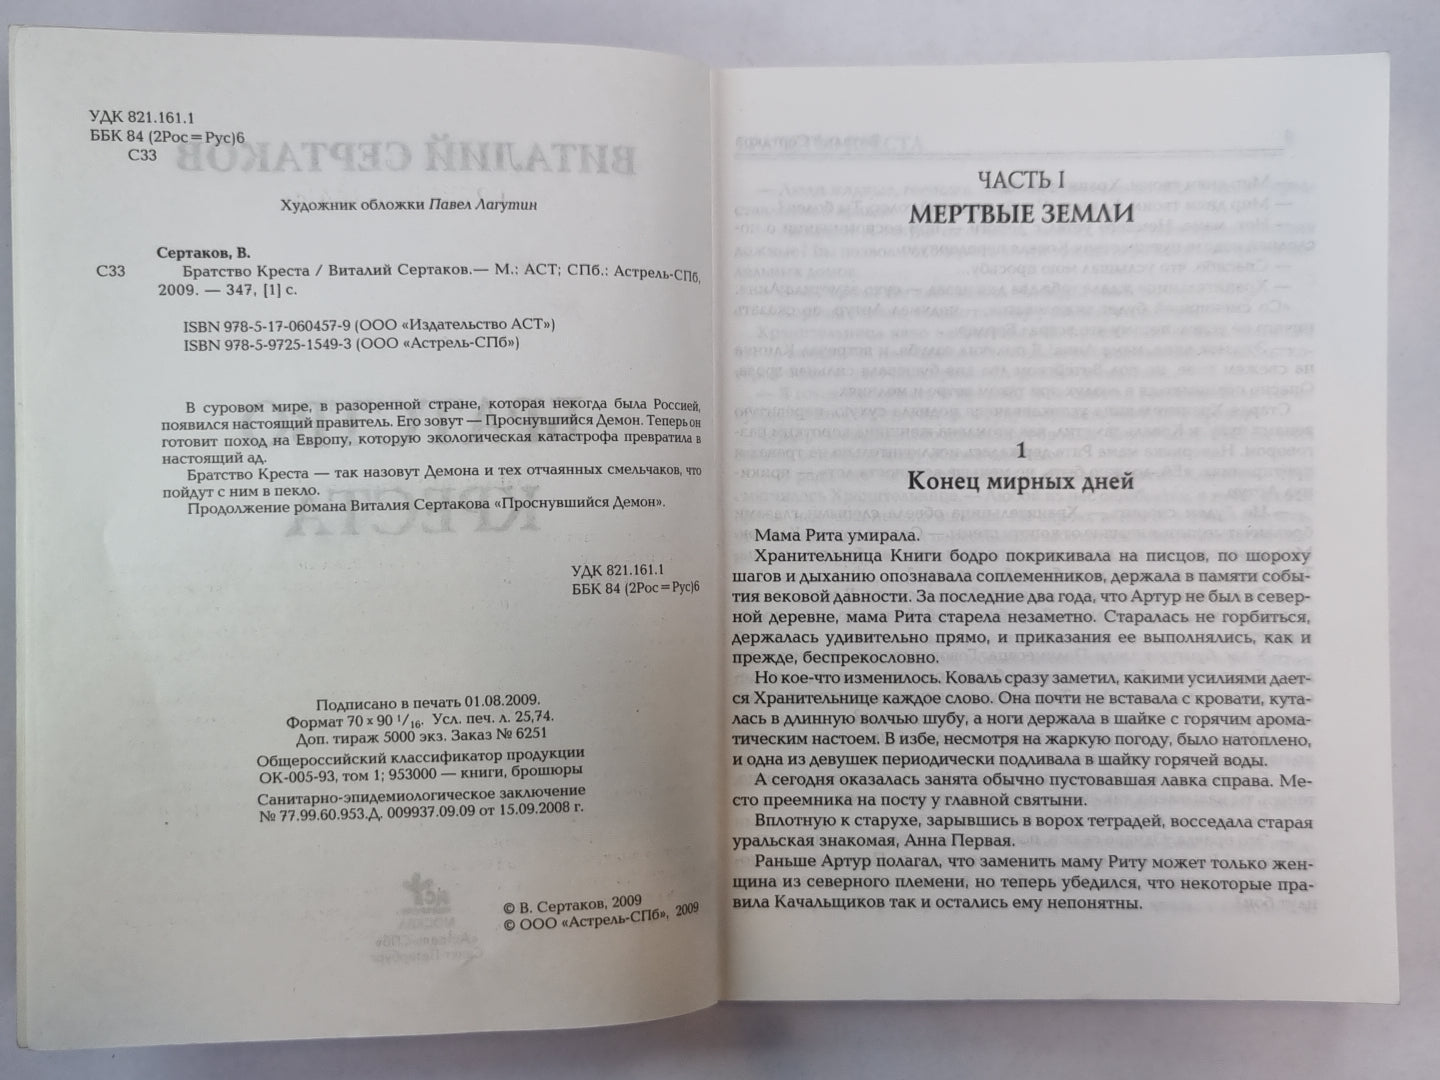 УДК 821.161.1
ББК 84 (2Рос=Рус)6
С33
Художник обложки Павел Лагутин
Сертаков, В.
С33 Братство Креста / Виталий Сертаков.— М.: АСТ; СПб.: Астрель-СПб,
2009. — 347, [1] с.
ISBN 978-5-17-060457-9 (ООО «Издательство АСТ»)
ISBN 978-5-9725-1549-3 (ООО «Астрель-СПб»)
В суровом мире, в разоренной стране, которая некогда была Россией,
появился настоящий правитель. Его зовут — Проснувшийся Демон. Теперь он
готовит поход на Европу, которую экологическая катастрофа превратила в
настоящий ад.
Братство Креста — так назовут Демона и тех отчаянных смельчаков, что
пойдут с ним в пекло.
Продолжение романа Виталия Сертакова «Проснувшийся Демон».
УДК 821.161.1
ББК 84 (2Рос=Рус)6
Подписано в печать 01.08.2009.
Формат 70 x 90 1/16. Усл. печ. л. 25,74.
Доп. тираж 5000 экз. Заказ № 6251
Общероссийский классификатор продукции
ОК-005-93, том 1; 953000 — книги, брошюры
Санитарно-эпидемиологическое заключение
№ 77.99.60.953.Д. 009937.09.09 от 15.09.2008 г.
© В. Сертаков, 2009
© ООО «Астрель-СПб», 2009
ЧАСТЬ I
МЕРТВЫЕ ЗЕМЛИ
1
Конец мирных дней
Мама Рита умирала.
Хранительница Книги бодро покрикивала на писцов, по шороху
шагов и дыханию опознавала соплеменников, держала в памяти собы-
тия вековой давности. За последние два года, что Артур не был в север-
ной деревне, мама Рита старела незаметно. Старалась не горбиться,
держалась удивительно прямо, и приказания ее выполнялись, как и
прежде, беспрекословно.
Но кое-что изменилось. Коваль сразу заметил, какими усилиями дает-
ся Хранительнице каждое слово. Она почти не вставала с кровати, кута-
лась в длинную волчью шубу, а ноги держала в шайке с горячим арома-
тическим настоем. В избе, несмотря на жаркую погоду, было натоплено,
и одна из девушек периодически подливала в шайку горячей воды.
А сегодня оказалась занята обычно пустовавшая лавка справа. Ме-
сто преемника на посту у главной святыни.
Вплотную к старухе, зарывшись в ворох тетрадей, восседала старая
уральская знакомая, Анна Первая.
Раньше Артур полагал, что заменить маму Риту может только жен-
щина из северного племени, но теперь убедился, что некоторые пра-
вила Качальщиков так и остались ему непонятны.